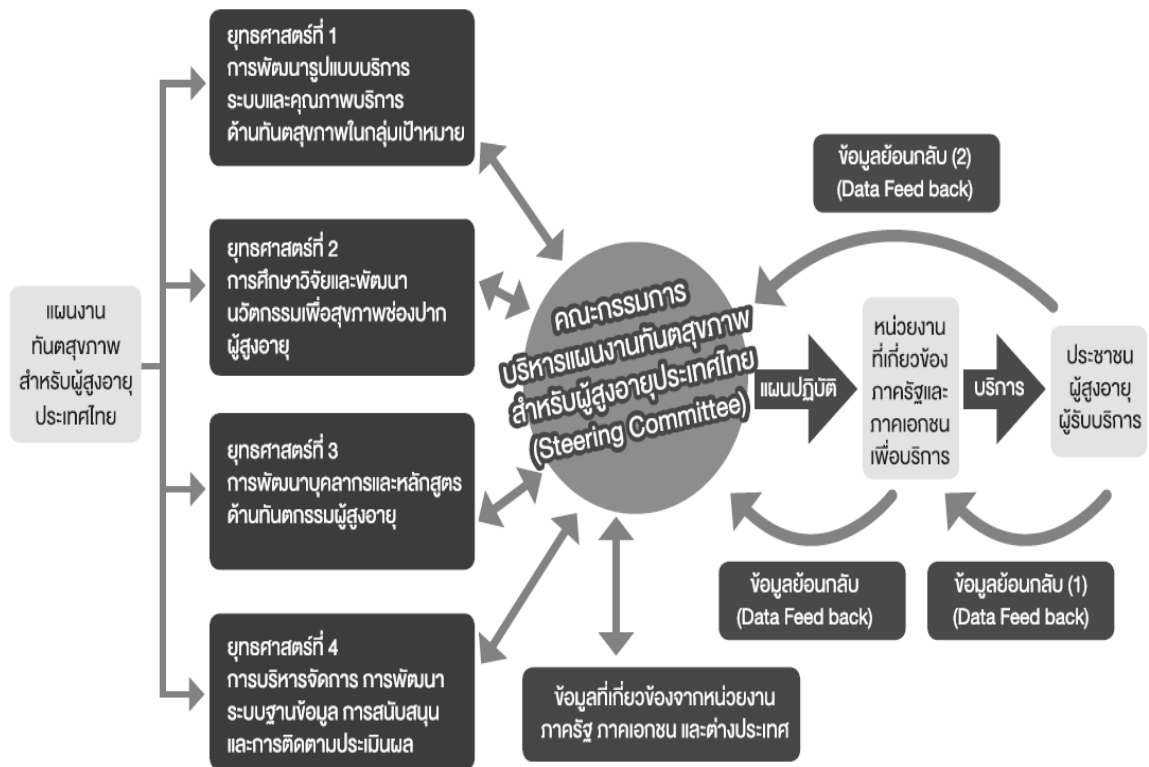 แผนงาน
ทันตสุขภาพ
สำหรับผู้สูงอายุ
ประเทศไทย
ยุทธศาสตร์ที่ 1
การพัฒนารูปแบบบริการ
ระบบและคุณภาพบริการ
ด้านทันตสุขภาพในกลุ่มเป้าหมาย
ยุทธศาสตร์ที่ 2
การศึกษาวิจัยและพัฒนา
นวัตกรรมเพื่อสุขภาพช่องปาก
ผู้สูงอายุ
ยุทธศาสตร์ที่ 3
การพัฒนาบุคลากรและหลักสูตร
ด้านทันตกรรมผู้สูงอายุ
ยุทธศาสตร์ที่ 4
การบริหารจัดการ การพัฒนา
ระบบฐานข้อมูล การสนับสนุน
และการติดตามประเมินผล
คณะกรรมการ
บริหารแผนงานทันตสุขภาพ
สำหรับผู้สูงอายุประเทศไทย
(Steering Committee)
ข้อมูลที่เกี่ยวข้องจากหน่วยงาน
ภาครัฐ ภาคเอกชน และต่างประเทศ
แผนปฏิบัติ
หน่วยงาน
ที่เกี่ยวข้อง
ภาครัฐและ
ภาคเอกชน
เพื่อบริการ
บริการ
ประชาชน
ผู้สูงอายุ
ผู้รับบริการ
ข้อมูลย้อนกลับ (2)
(Data Feed back)
ข้อมูลย้อนกลับ
(Data Feed back)
ข้อมูลย้อนกลับ (1)
(Data Feed back)